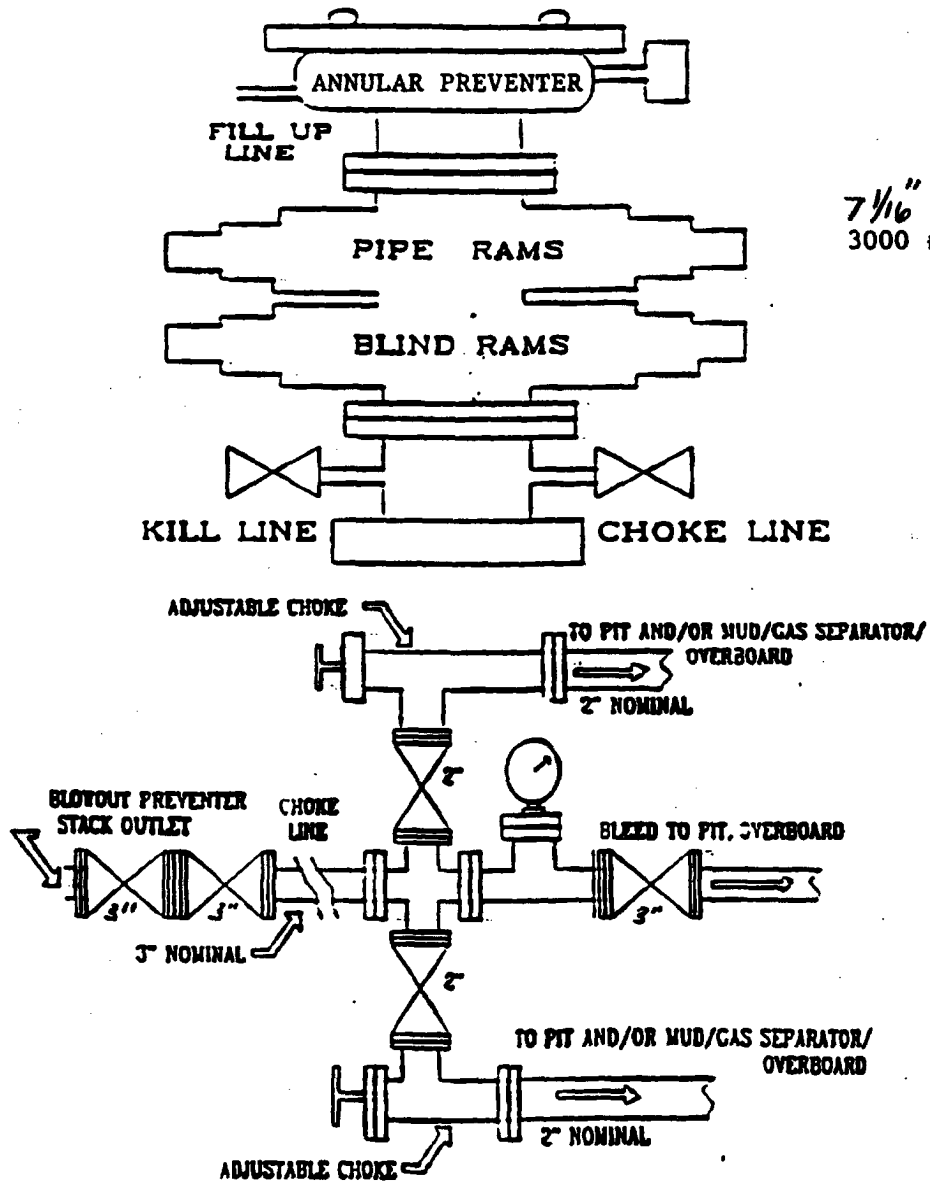 ANNULAR PREVENTER
FILL UP
LINE
7 1/16"
3000
PIPE RAMS
BLIND RAMS
KILL LINE
CHOKE LINE
ADJUSTABLE CHOKE
TO PIT AND/OR MUD/GAS SEPARATOR/
OVERBOARD
2" NOMINAL
2"
BLOWOUT PREVENTER
STACK OUTLET
CHOKE
LINE
BLEED TO PIT, OVERBOARD
3"
3"
3"
3" NOMINAL
2"
TO PIT AND/OR MUD/GAS SEPARATOR/
OVERBOARD
2" NOMINAL
ADJUSTABLE CHOKE